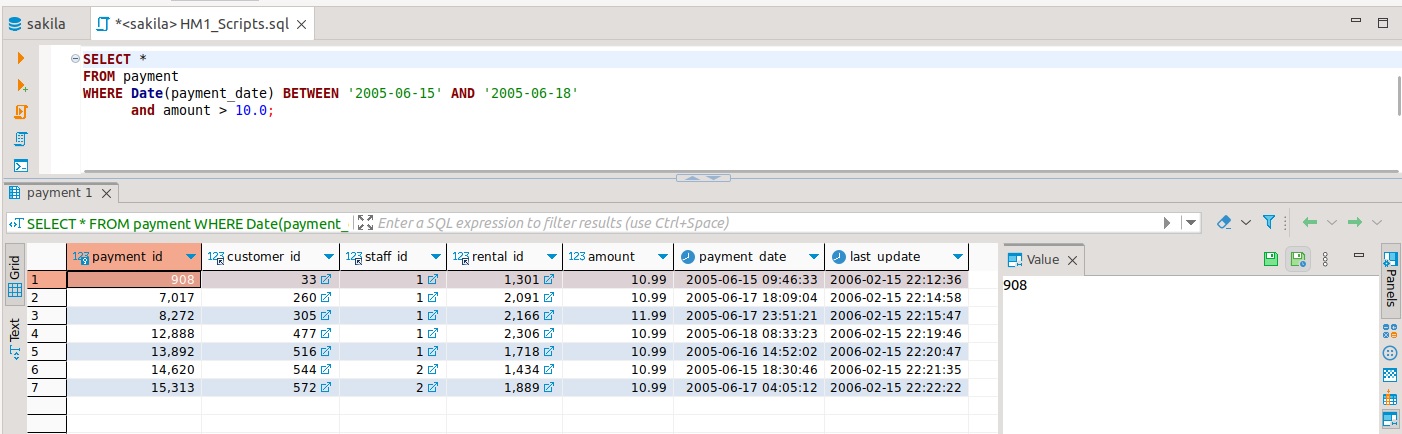 sakila
*<sakila> HM1_Scripts.sql
SELECT *
FROM payment
WHERE Date(payment_date) BETWEEN '2005-06-15' AND '2005-06-18'
and amount > 10.0;
payment 1
SELECT * FROM payment WHERE Date(payment_ Enter a SQL expression to filter results (use Ctrl+Space)
Grid
Text
123 payment_id 123 customer_id 123 staff_id 123 rental_id 123 amount payment_date last_update
1 908 33 1 1,301 10.99 2005-06-15 09:46:33 2006-02-15 22:12:36
2 7,017 260 1 2,091 10.99 2005-06-17 18:09:04 2006-02-15 22:14:58
3 8,272 305 1 2,166 11.99 2005-06-17 23:51:21 2006-02-15 22:15:47
4 12,888 477 1 2,306 10.99 2005-06-18 08:33:23 2006-02-15 22:19:46
5 13,892 516 1 1,718 10.99 2005-06-16 14:52:02 2006-02-15 22:20:47
6 14,620 544 2 1,434 10.99 2005-06-15 18:30:46 2006-02-15 22:21:35
7 15,313 572 2 1,889 10.99 2005-06-17 04:05:12 2006-02-15 22:22:22
Value
908
Panels